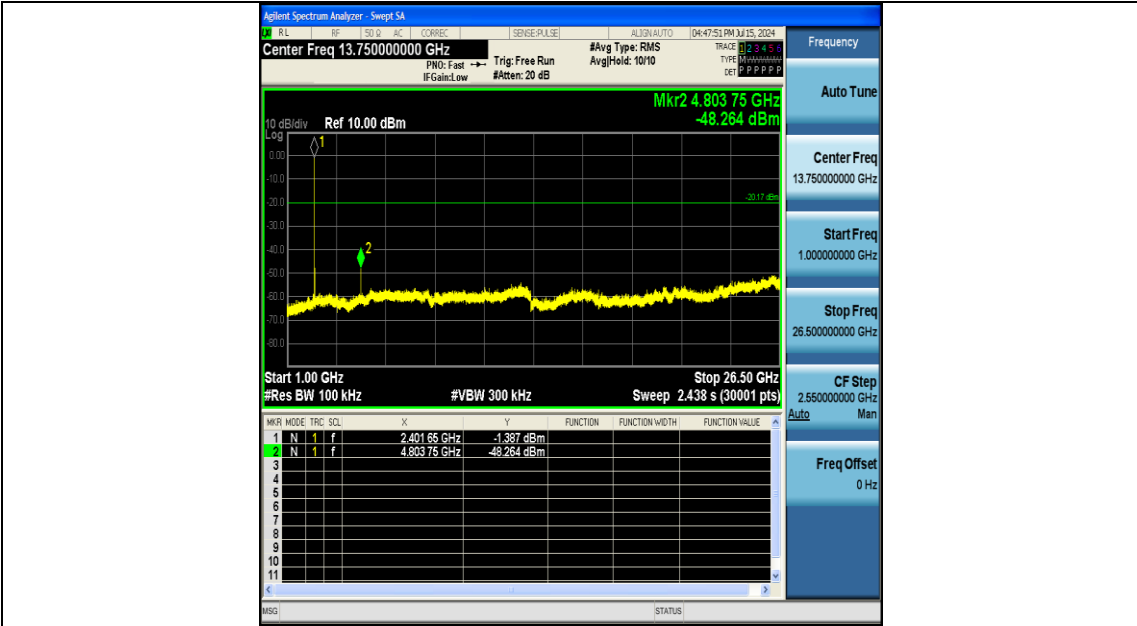 Agilent Spectrum Analyzer - Swept SA
RL RF 50 Ω AC CORREC SENSE:PULSE ALIGN AUTO 04:47:51 PM Jul 15, 2024
Center Freq 13.750000000 GHz
PNO: Fast
IFGain:Low
Trig: Free Run
#Atten: 20 dB
#Avg Type: RMS
Avg|Hold: 10/10
TRACE 1 2 3 4 5 6
TYPE M
DET P P P P P P
Mkr2 4.803 75 GHz
-48.264 dBm
10 dB/div Ref 10.00 dBm
Log
1
0.00
-10.0
-20.0
-20.17 dBm
-30.0
-40.0
2
-50.0
-60.0
-70.0
-80.0
Start 1.00 GHz Stop 26.50 GHz
#Res BW 100 kHz #VBW 300 kHz Sweep 2.438 s (30001 pts)
MKR MODE TRC SCL X Y FUNCTION FUNCTION WIDTH FUNCTION VALUE
1 N 1 f 2.401 65 GHz -1.387 dBm
2 N 1 f 4.803 75 GHz -48.264 dBm
3
4
5
6
7
8
9
10
11
MSG STATUS
Frequency
Auto Tune
Center Freq
13.750000000 GHz
Start Freq
1.000000000 GHz
Stop Freq
26.500000000 GHz
CF Step
2.550000000 GHz
Auto Man
Freq Offset
0 Hz